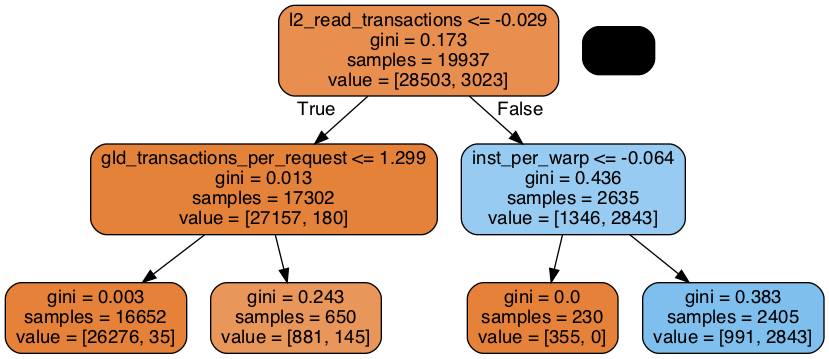 l2_read_transactions <= -0.029
gini = 0.173
samples = 19937
value = [28503, 3023]
True
False
gld_transactions_per_request <= 1.299
gini = 0.013
samples = 17302
value = [27157, 180]
inst_per_warp <= -0.064
gini = 0.436
samples = 2635
value = [1346, 2843]
gini = 0.003
samples = 16652
value = [26276, 35]
gini = 0.243
samples = 650
value = [881, 145]
gini = 0.0
samples = 230
value = [355, 0]
gini = 0.383
samples = 2405
value = [991, 2843]